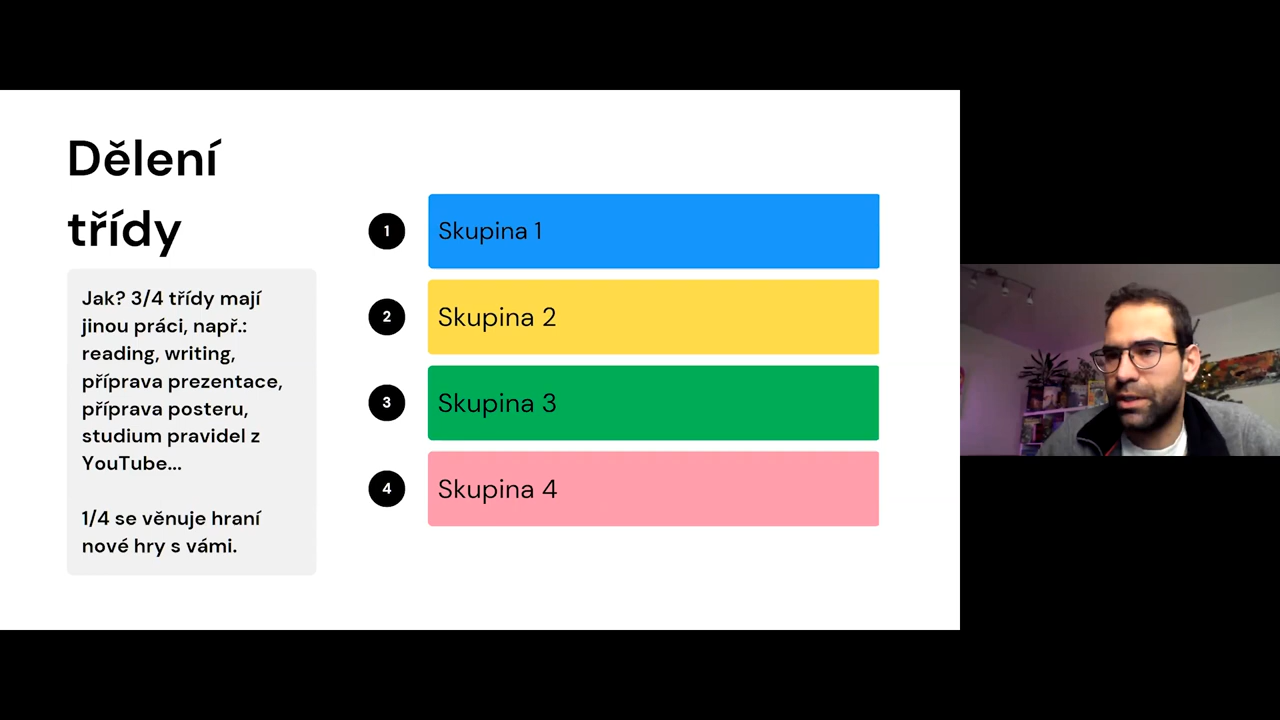 Dělení
třídy
Jak? 3/4 třídy mají
jinou práci, např.:
reading, writing,
příprava prezentace,
příprava posteru,
studium pravidel z
YouTube...
1/4 se věnuje hraní
nové hry s vámi.
1 Skupina 1
2 Skupina 2
3 Skupina 3
4 Skupina 4